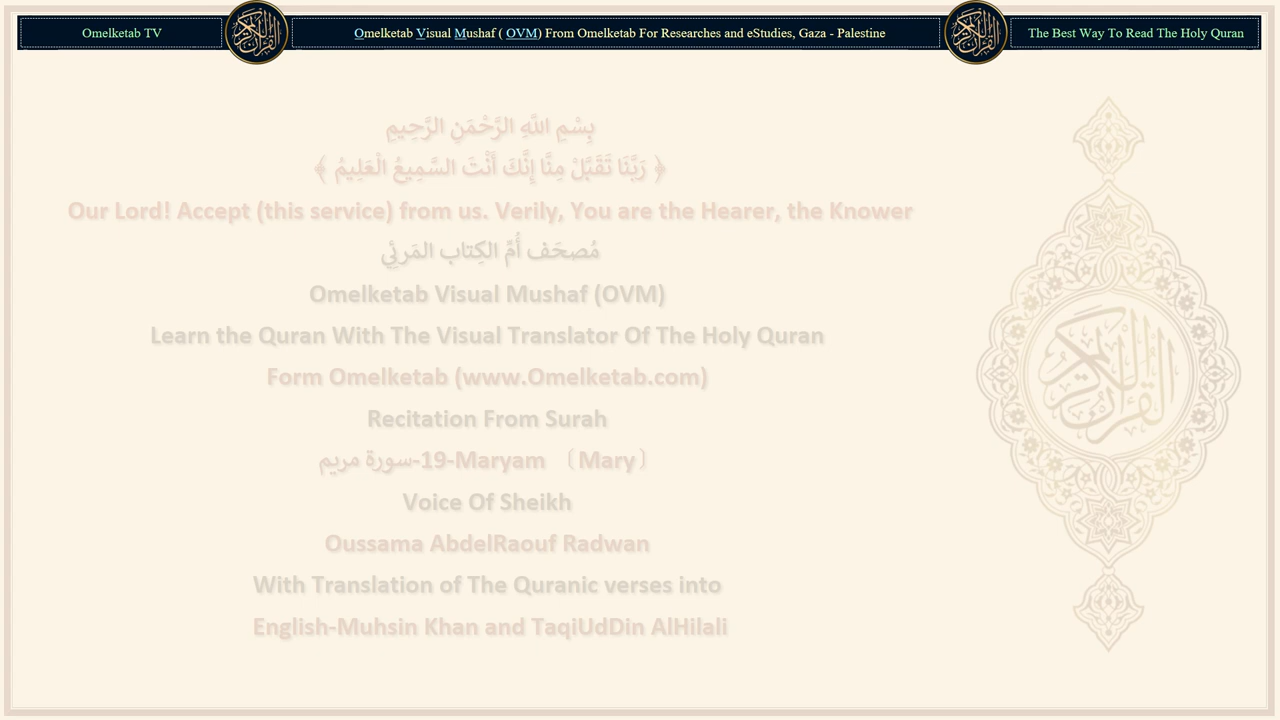 Omelketab TV
Omelketab Visual Mushaf ( OVM) From Omelketab For Researches and eStudies, Gaza - Palestine
The Best Way To Read The Holy Quran
بِسْمِ اللَّهِ الرَّحْمَنِ الرَّحِيمِ
﴿ رَبَّنَا تَقَبَّلْ مِنَّا إِنَّكَ أَنْتَ السَّمِيعُ الْعَلِيمُ ﴾
Our Lord! Accept (this service) from us. Verily, You are the Hearer, the Knower
مُصحَف أُمِّ الكِتاب المَرئِي
Omelketab Visual Mushaf (OVM)
Learn the Quran With The Visual Translator Of The Holy Quran
Form Omelketab (www.Omelketab.com)
Recitation From Surah
سورة مريم-19-Maryam 〔Mary〕
Voice Of Sheikh
Oussama AbdelRaouf Radwan
With Translation of The Quranic verses into
English-Muhsin Khan and TaqiUdDin AlHilali
القرآن الكريم